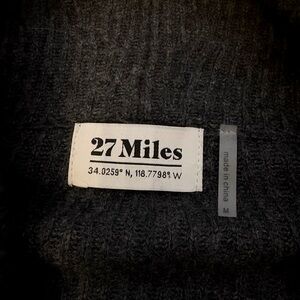 27 Miles
34.0259° N, 118.7798° W
made in china